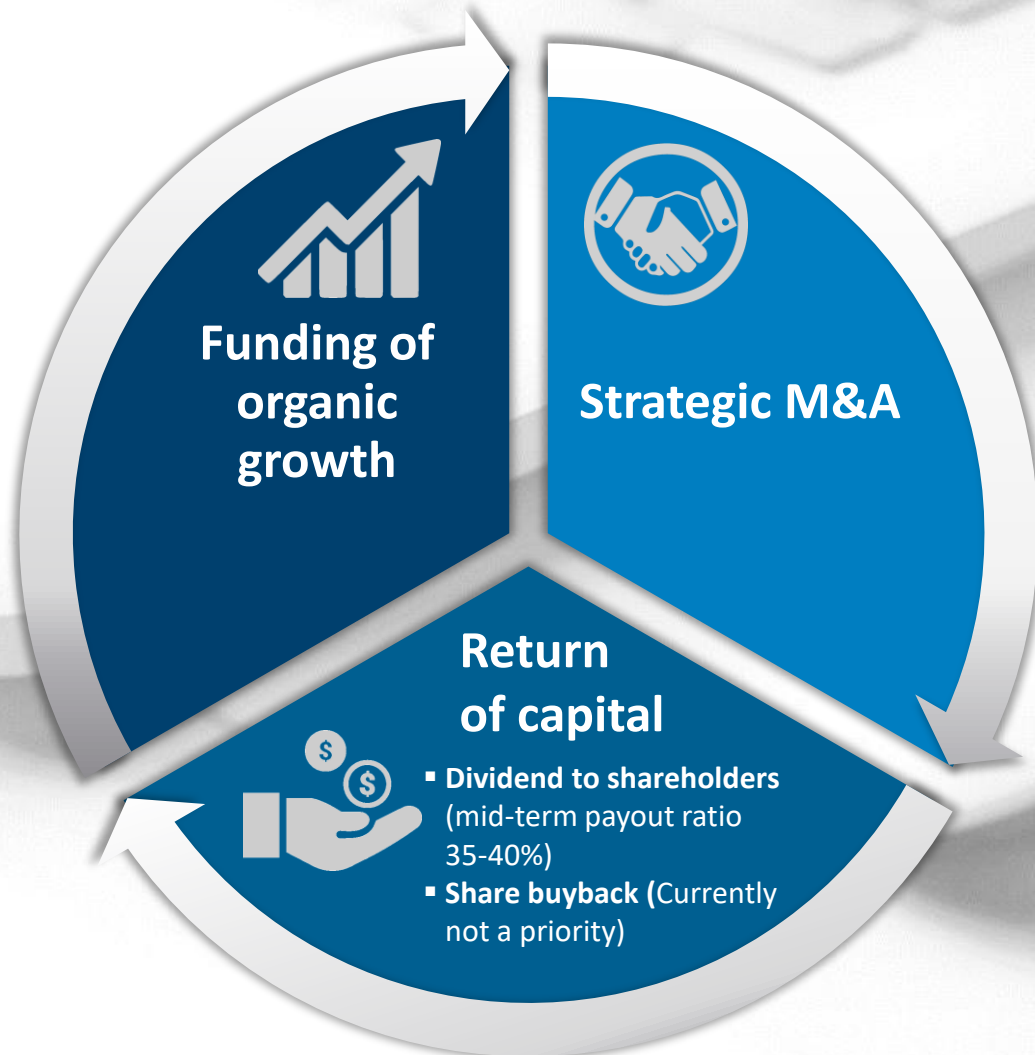 Funding of
organic
growth
Strategic M&A
Return
of capital
$
$
▪ Dividend to shareholders
(mid-term payout ratio
35-40%)
▪ Share buyback (Currently
not a priority)